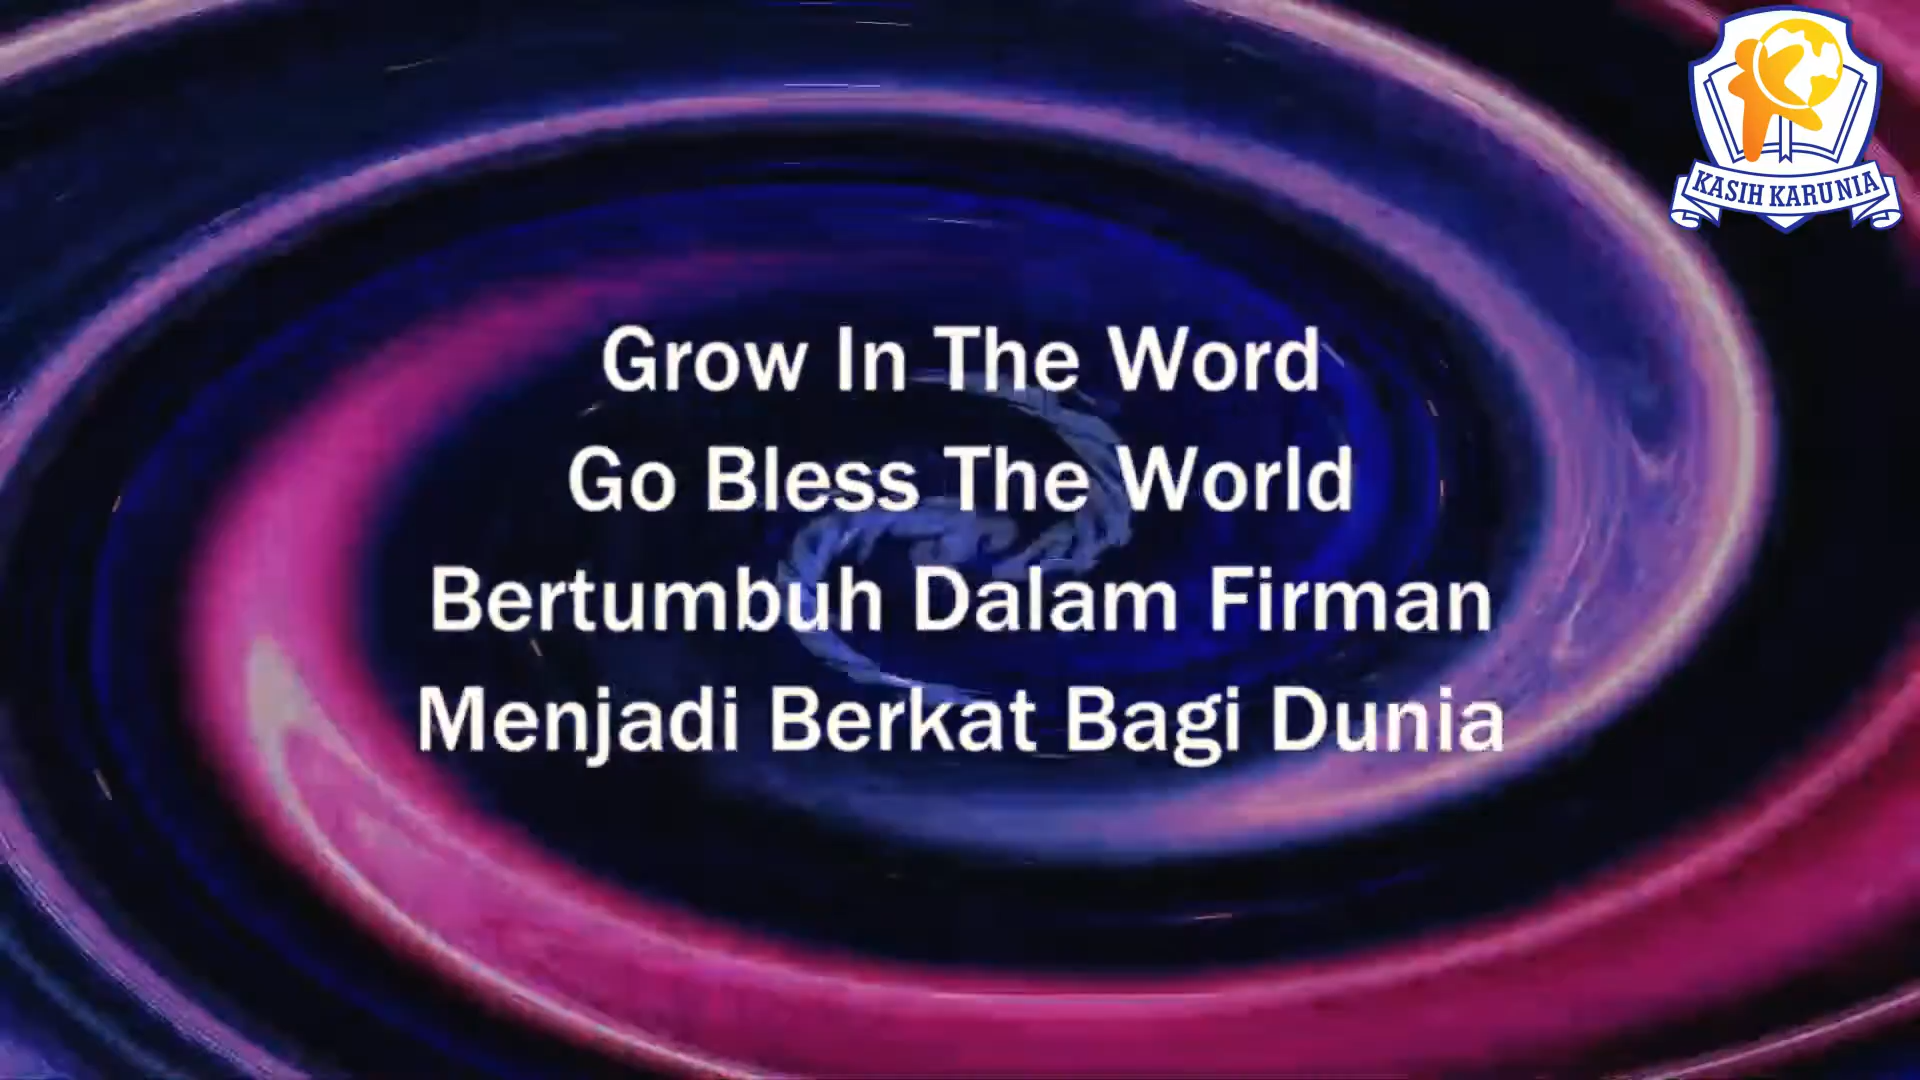 KASIH KARUNIA
Grow In The Word
Go Bless The World
Bertumbuh Dalam Firman
Menjadi Berkat Bagi Dunia